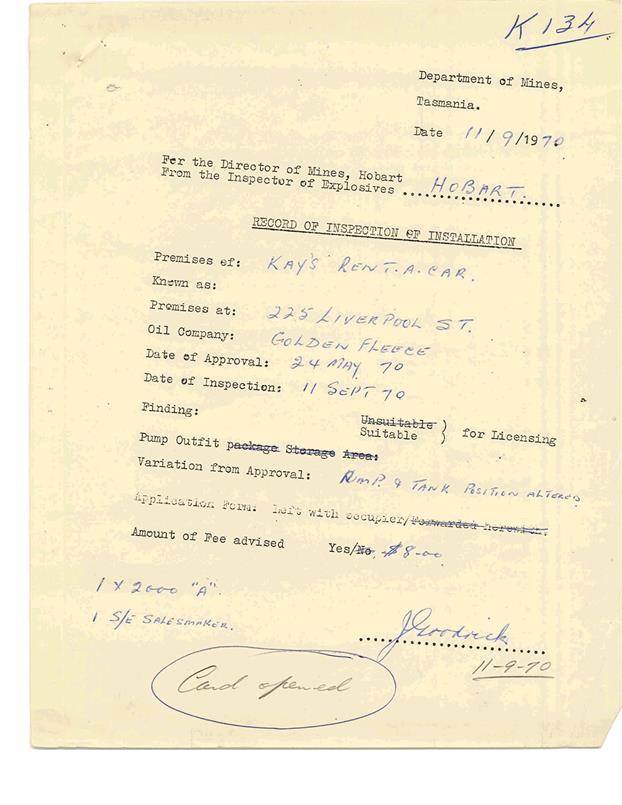 K134
Department of Mines,
Tasmania.
Date 11/9/1970
For the Director of Mines, Hobart
From the Inspector of Explosives ....HOBART.....
RECORD OF INSPECTION OF INSTALLATION
Premises of: KAY'S RENT.A.CAR.
Known as:
Premises at: 225 LIVERPOOL ST.
Oil Company: GOLDEN FLEECE
Date of Approval: 24 MAY 70
Date of Inspection: 11 SEPT 70
Finding: Unsuitable )
Suitable ) for Licensing
Pump Outfit package Storage Area:
Variation from Approval: PUMP & TANK POSITION ALTERED
Application Form: Left with occupier/Forwarded herewith.
Amount of Fee advised Yes/No $8-00
1 X 2000 "A".
1 S/E SALESMAKER.
J Goodrick
11-9-70
Card opened